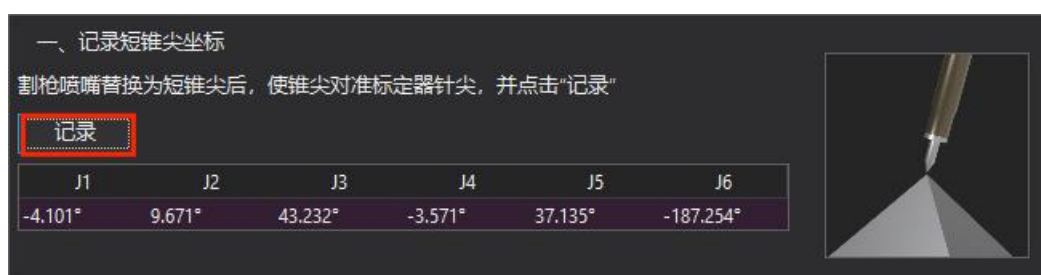 一、记录短锥尖坐标
割枪喷嘴替换为短锥尖后，使锥尖对准标定器针尖，并点击“记录”
记录
J1 J2 J3 J4 J5 J6
-4.101° 9.671° 43.232° -3.571° 37.135° -187.254°